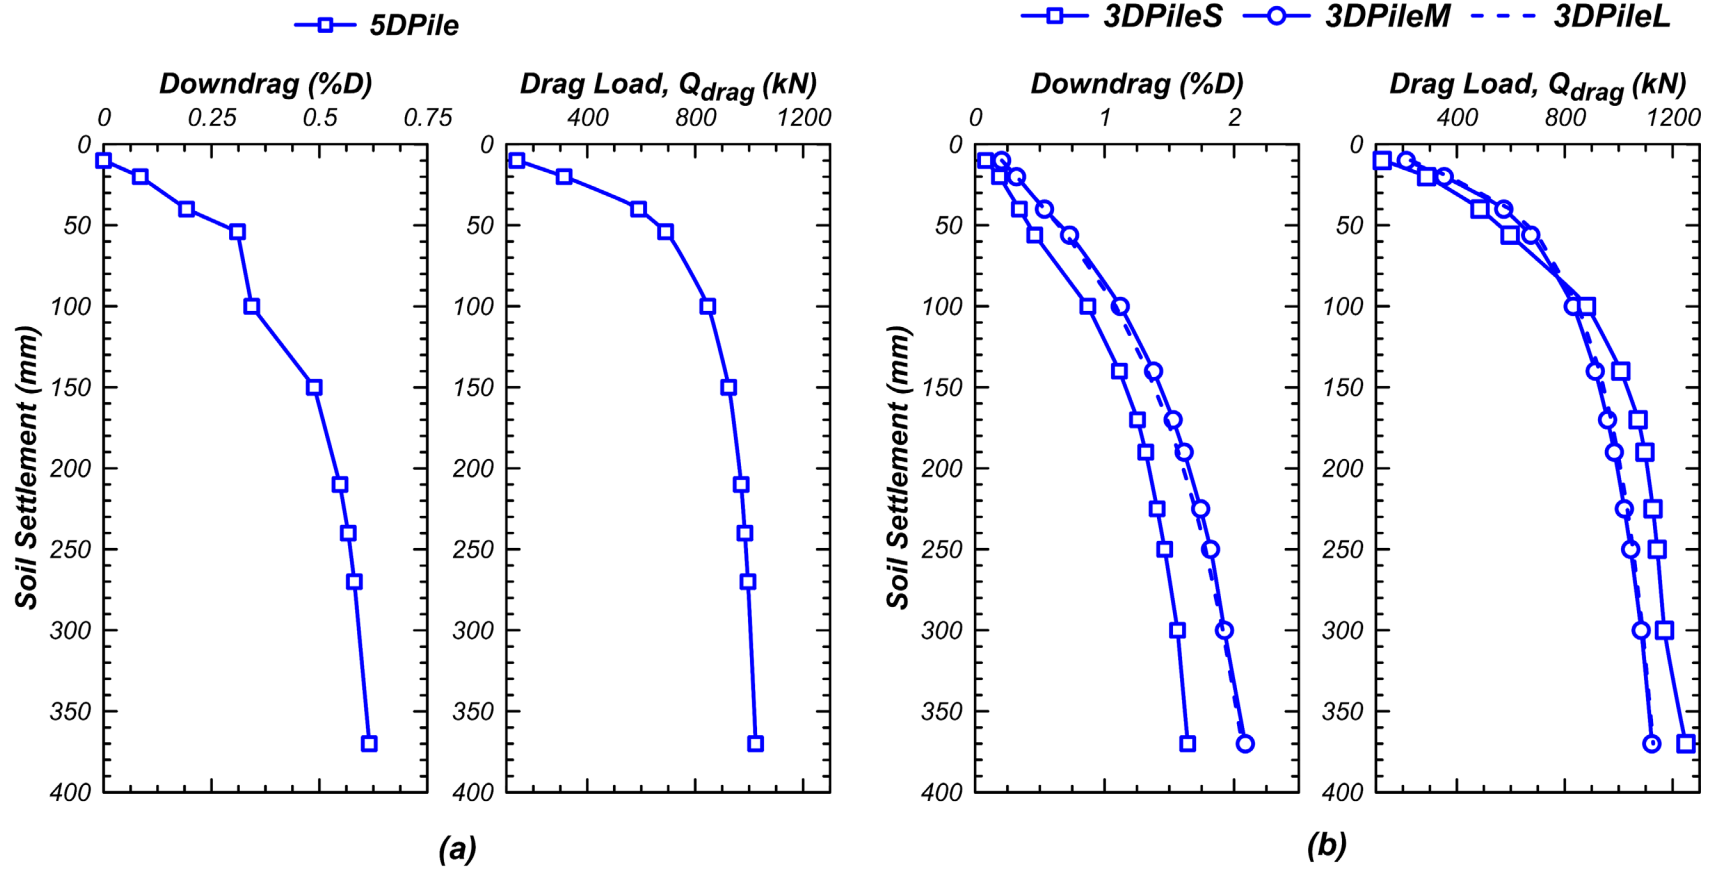 5DPile
3DPileS 3DPileM 3DPileL
Downdrag (%D)
0 0.25 0.5 0.75
Drag Load, Qdrag (kN)
400 800 1200
Downdrag (%D)
0 1 2
Drag Load, Qdrag (kN)
400 800 1200
Soil Settlement (mm)
0
50
100
150
200
250
300
350
400
0
50
100
150
200
250
300
350
400
Soil Settlement (mm)
0
50
100
150
200
250
300
350
400
0
50
100
150
200
250
300
350
400
(a)
(b)